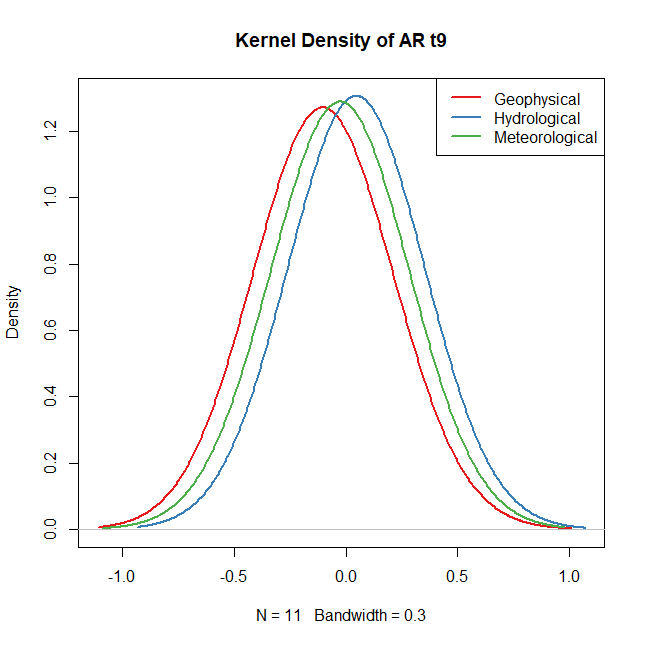 Kernel Density of AR t9
Geophysical
Hydrological
Meteorological
Density
1.2
1.0
0.8
0.6
0.4
0.2
0.0
-1.0 -0.5 0.0 0.5 1.0
N = 11 Bandwidth = 0.3